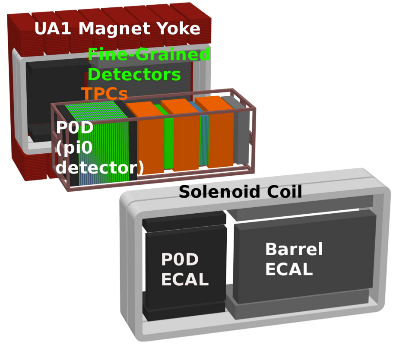 UA1 Magnet Yoke
Fine-Grained
Detectors
TPCs
P0D
(pi0
detector)
Solenoid Coil
P0D
ECAL
Barrel
ECAL